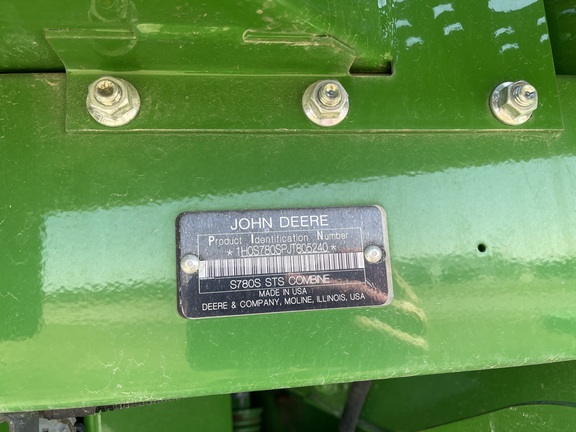 JOHN DEERE
Product Identification Number
* 1H0S780SPJT805240 *
S780S STS COMBINE
MADE IN USA
DEERE & COMPANY, MOLINE, ILLINOIS, USA